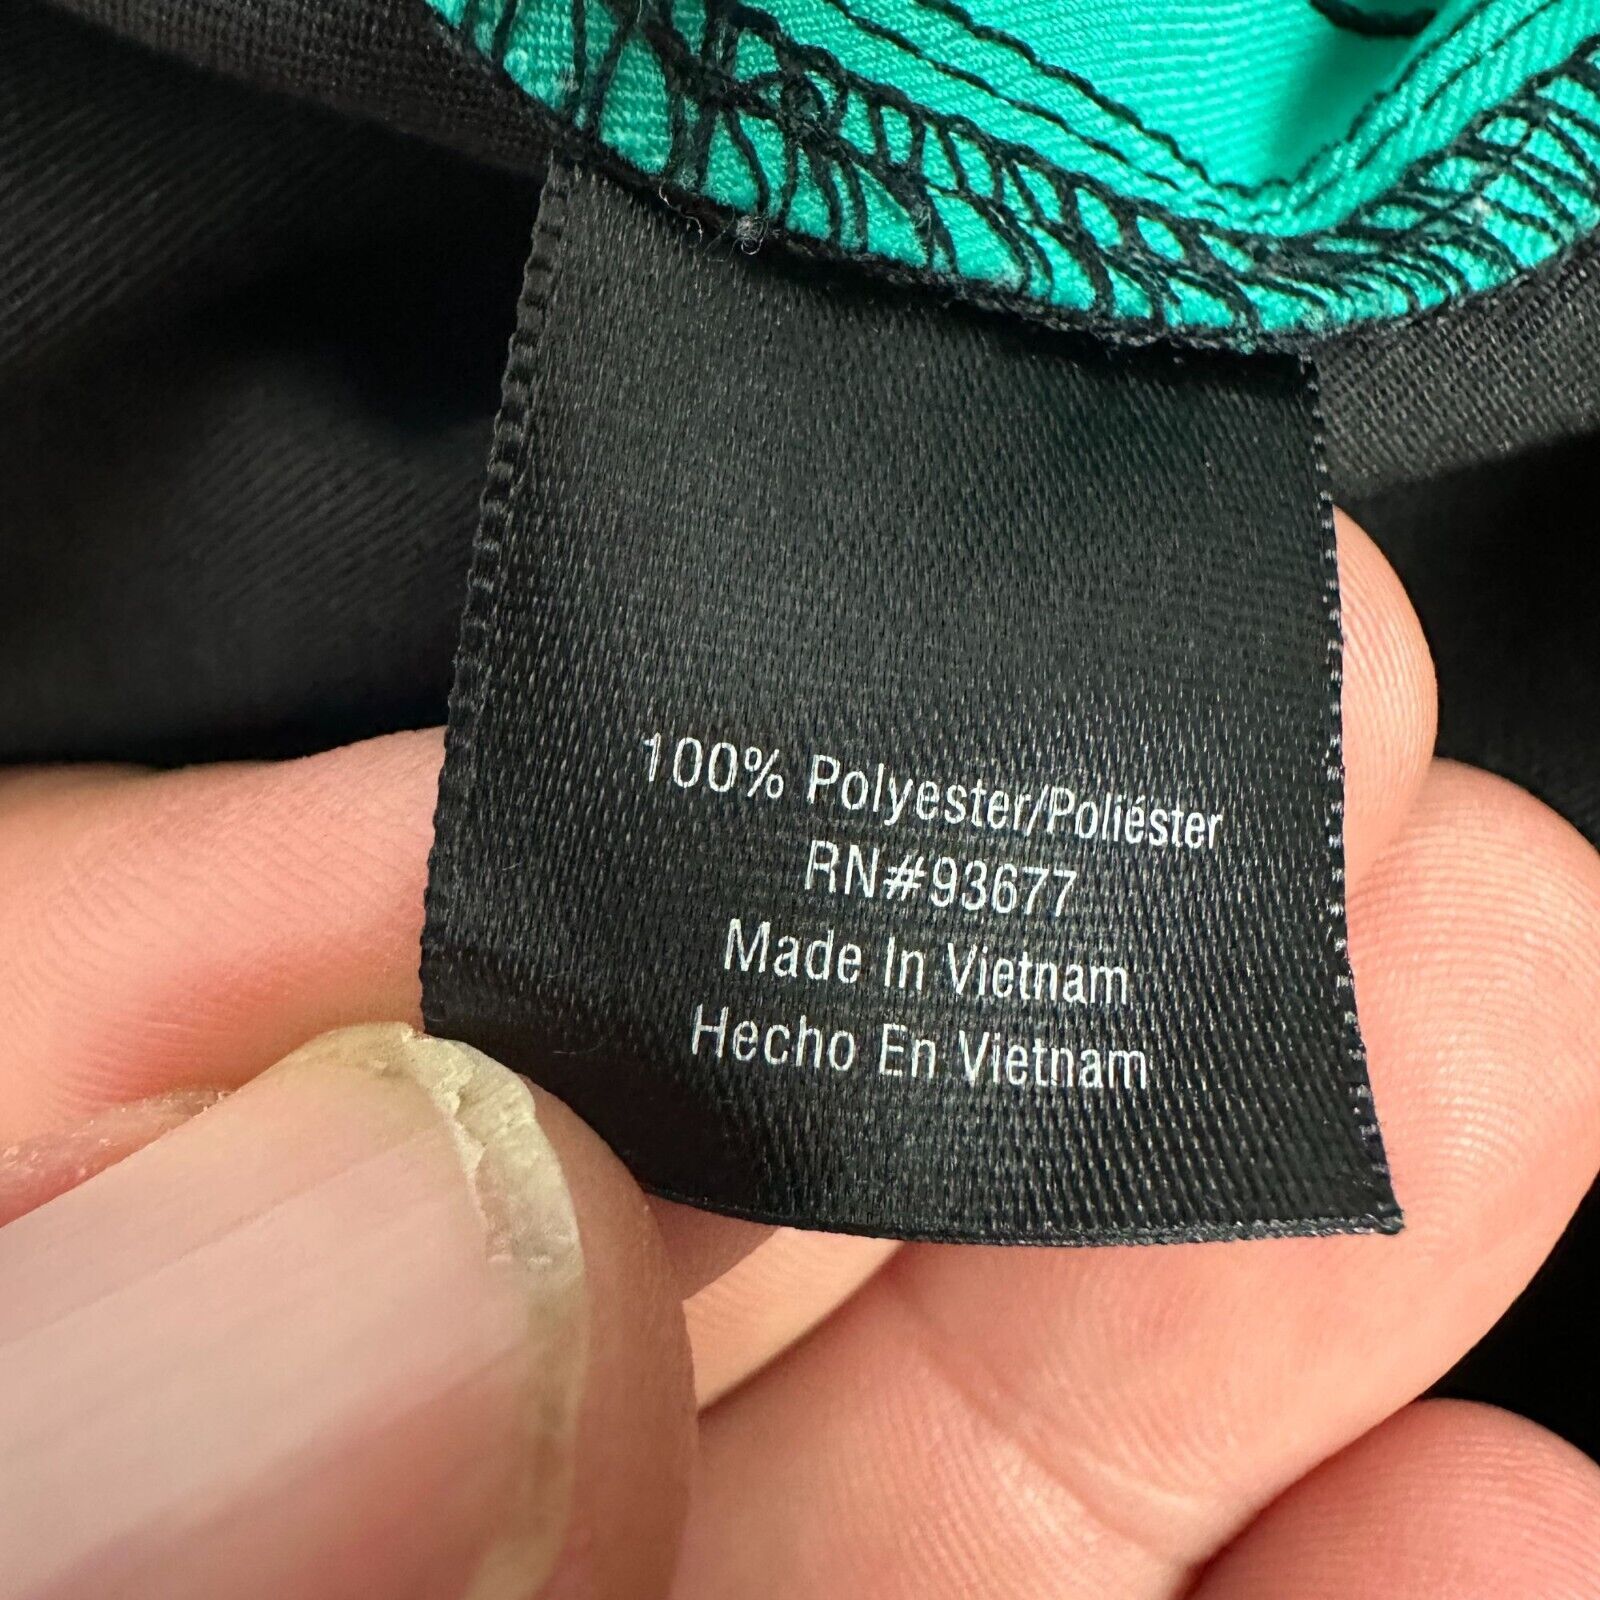 100% Polyester/Poliéster
RN#93677
Made In Vietnam
Hecho En Vietnam